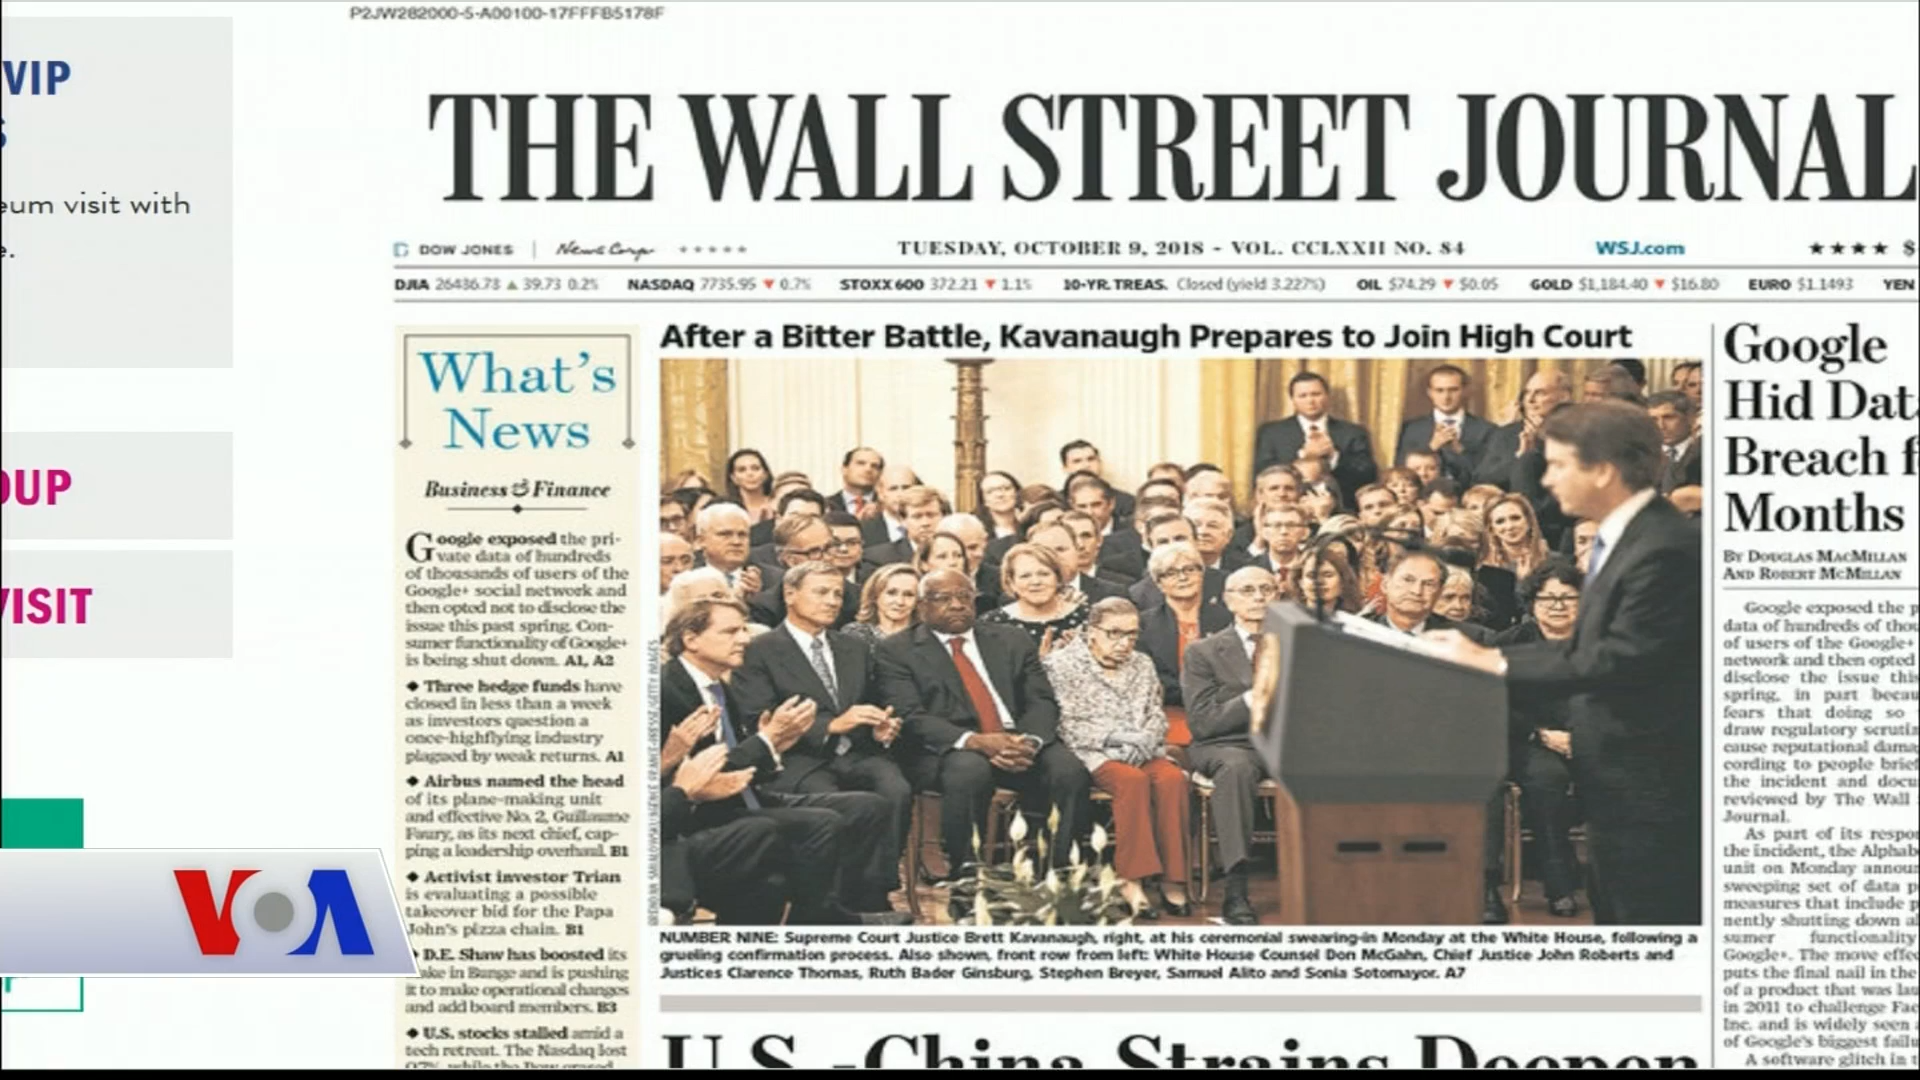 P2JW282000-5-A00100-17FFFB5178F
VIP
eum visit with
e.
OUP
VISIT
VOA
THE WALL STREET JOURNAL
DOW JONES | News Corp ★★★★★
TUESDAY, OCTOBER 9, 2018 - VOL. CCLXXII NO. 84
WSJ.com
★★★★ $
DJIA 26486.78 ▲ 39.73 0.2% NASDAQ 7735.95 ▼ 0.7% STOXX 600 372.21 ▼ 1.1% 10-YR. TREAS. Closed (yield 3.227%) OIL $74.29 ▼ $0.05 GOLD $1,184.40 ▼ $16.80 EURO $1.1493 YEN
What's
News
Business & Finance
Google exposed the pri-
vate data of hundreds
of thousands of users of the
Google+ social network and
then opted not to disclose the
issue this past spring. Con-
sumer functionality of Google+
is being shut down. A1, A2
◆ Three hedge funds have
closed in less than a week
as investors question a
once-highflying industry
plagued by weak returns. A1
◆ Airbus named the head
of its plane-making unit
and effective No. 2, Guillaume
Faury, as its next chief, cap-
ping a leadership overhaul. B1
◆ Activist investor Trian
is evaluating a possible
takeover bid for the Papa
John's pizza chain. B1
D.E. Shaw has boosted its
ake in Bunge and is pushing
it to make operational changes
and add board members. B3
◆ U.S. stocks stalled amid a
tech retreat. The Nasdaq lost
After a Bitter Battle, Kavanaugh Prepares to Join High Court
NUMBER NINE: Supreme Court Justice Brett Kavanaugh, right, at his ceremonial swearing-in Monday at the White House, following a
grueling confirmation process. Also shown, front row from left: White House Counsel Don McGahn, Chief Justice John Roberts and
Justices Clarence Thomas, Ruth Bader Ginsburg, Stephen Breyer, Samuel Alito and Sonia Sotomayor. A7
U.S.-China Strains Deepen
Google
Hid Dat
Breach f
Months
BY DOUGLAS MACMILLAN
AND ROBERT MCMILLAN
Google exposed the p
data of hundreds of thou
of users of the Google+
network and then opted
disclose the issue this
spring, in part becau
fears that doing so
draw regulatory scrutin
cause reputational dama
cording to people brief
the incident and docu
reviewed by The Wall
Journal.
As part of its respon
the incident, the Alphab
unit on Monday annou
sweeping set of data p
measures that include p
nently shutting down al
sumer functionality
Google+. The move effec
puts the final nail in the
of a product that was lau
in 2011 to challenge Fac
Inc. and is widely seen a
of Google's biggest failu
A software glitch in t